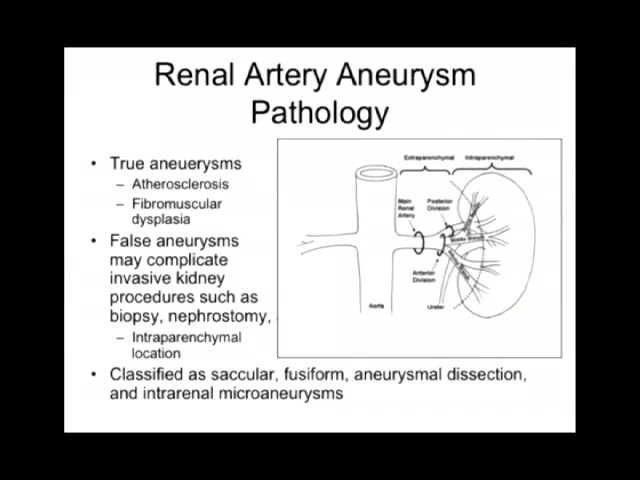 Renal Artery Aneurysm
Pathology
• True aneuerysms
– Atherosclerosis
– Fibromuscular
dysplasia
• False aneurysms
may complicate
invasive kidney
procedures such as
biopsy, nephrostomy,
– Intraparenchymal
location
• Classified as saccular, fusiform, aneurysmal dissection,
and intrarenal microaneurysms
Extraparenchymal
Intraparenchymal
Main
Renal
Artery
Posterior
Division
Anterior
Division
Aorta
Ureter